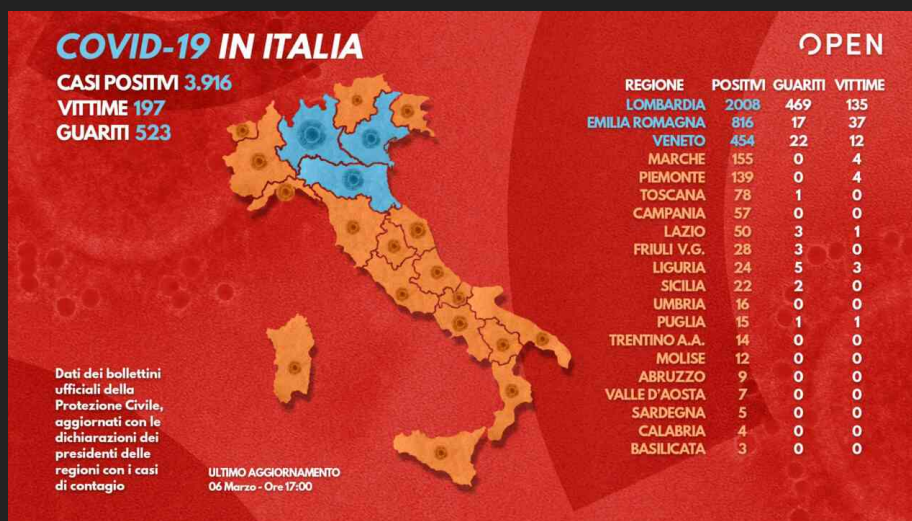 COVID-19 IN ITALIA
CASI POSITIVI 3.916
VITTIME 197
GUARITI 523
OPEN
REGIONE POSITIVI GUARITI VITTIME
LOMBARDIA 2008 469 135
EMILIA ROMAGNA 816 17 37
VENETO 454 22 12
MARCHE 155 0 4
PIEMONTE 139 0 4
TOSCANA 78 1 0
CAMPANIA 57 0 0
LAZIO 50 3 1
FRIULI V.G. 28 3 0
LIGURIA 24 5 3
SICILIA 22 2 0
UMBRIA 16 0 0
PUGLIA 15 1 1
TRENTINO A.A. 14 0 0
MOLISE 12 0 0
ABRUZZO 9 0 0
VALLE D'AOSTA 7 0 0
SARDEGNA 5 0 0
CALABRIA 4 0 0
BASILICATA 3 0 0
Dati dei bollettini
ufficiali della
Protezione Civile,
aggiornati con le
dichiarazioni dei
presidenti delle
regioni con i casi
di contagio
ULTIMO AGGIORNAMENTO
06 Marzo - Ore 17:00